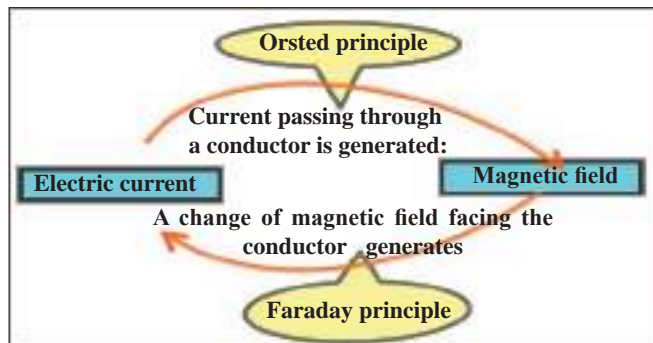 Orsted principle
Current passing through
a conductor is generated:
Electric current
Magnetic field
A change of magnetic field facing the
conductor generates
Faraday principle